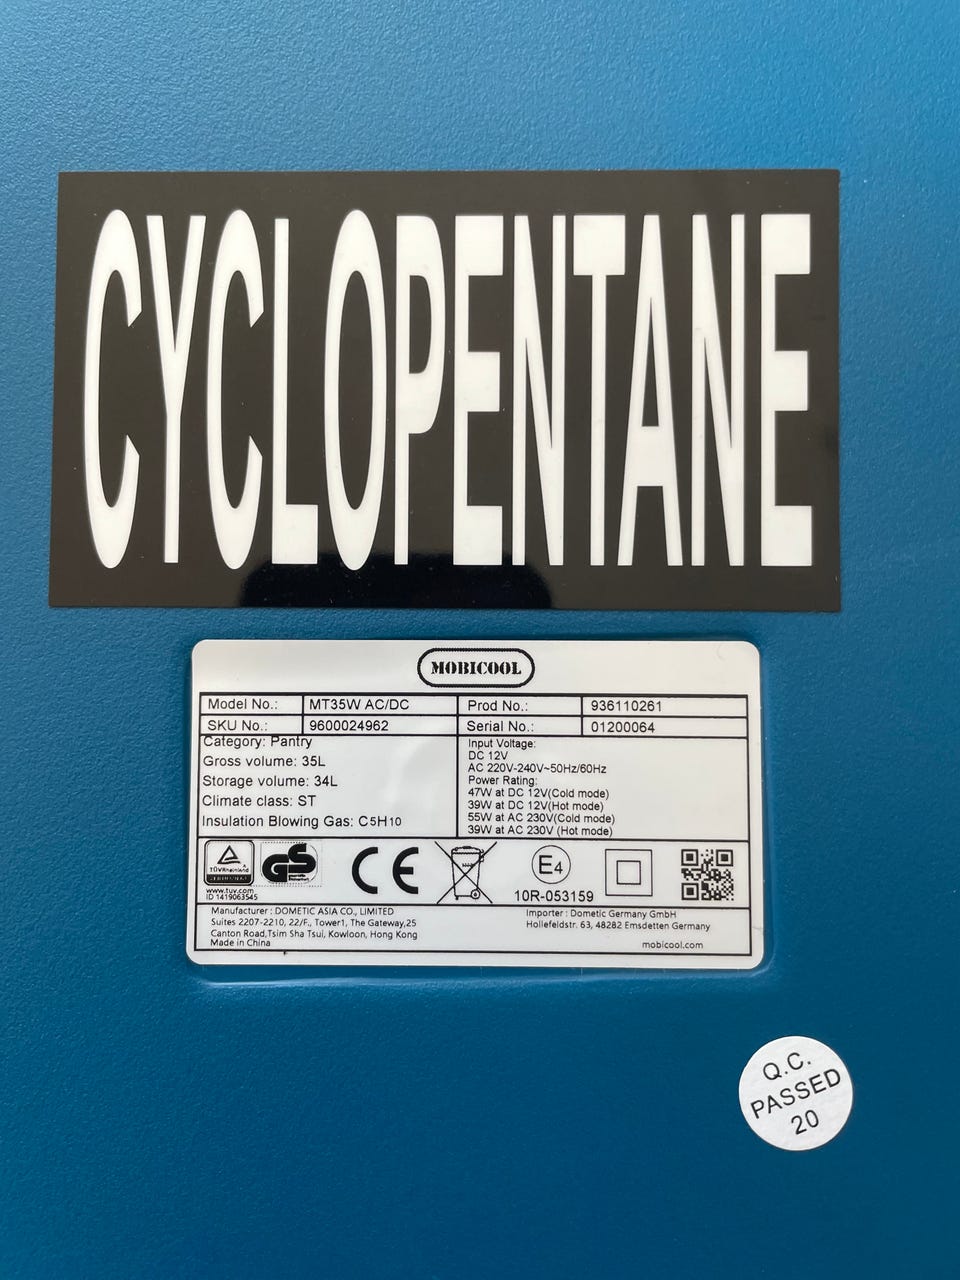 CYCLOPENTANE
MOBICOOL
Model No.: MT35W AC/DC Prod No.: 936110261
SKU No.: 9600024962 Serial No.: 01200064
Category: Pantry
Gross volume: 35L
Storage volume: 34L
Climate class: ST
Insulation Blowing Gas: C5H10
Input Voltage:
DC 12V
AC 220V-240V~50Hz/60Hz
Power Rating:
47W at DC 12V(Cold mode)
39W at DC 12V(Hot mode)
55W at AC 230V(Cold mode)
39W at AC 230V (Hot mode)
TÜVRheinland
www.tuv.com
ID 1419063545
GS
CE
E4
10R-053159
Manufacturer : DOMETIC ASIA CO., LIMITED
Suites 2207-2210, 22/F., Tower1, The Gateway,25
Canton Road,Tsim Sha Tsui, Kowloon, Hong Kong
Made in China
Importer : Dometic Germany GmbH
Hollefeldstr. 63, 48282 Emsdetten Germany
mobicool.com
Q.C.
PASSED
20